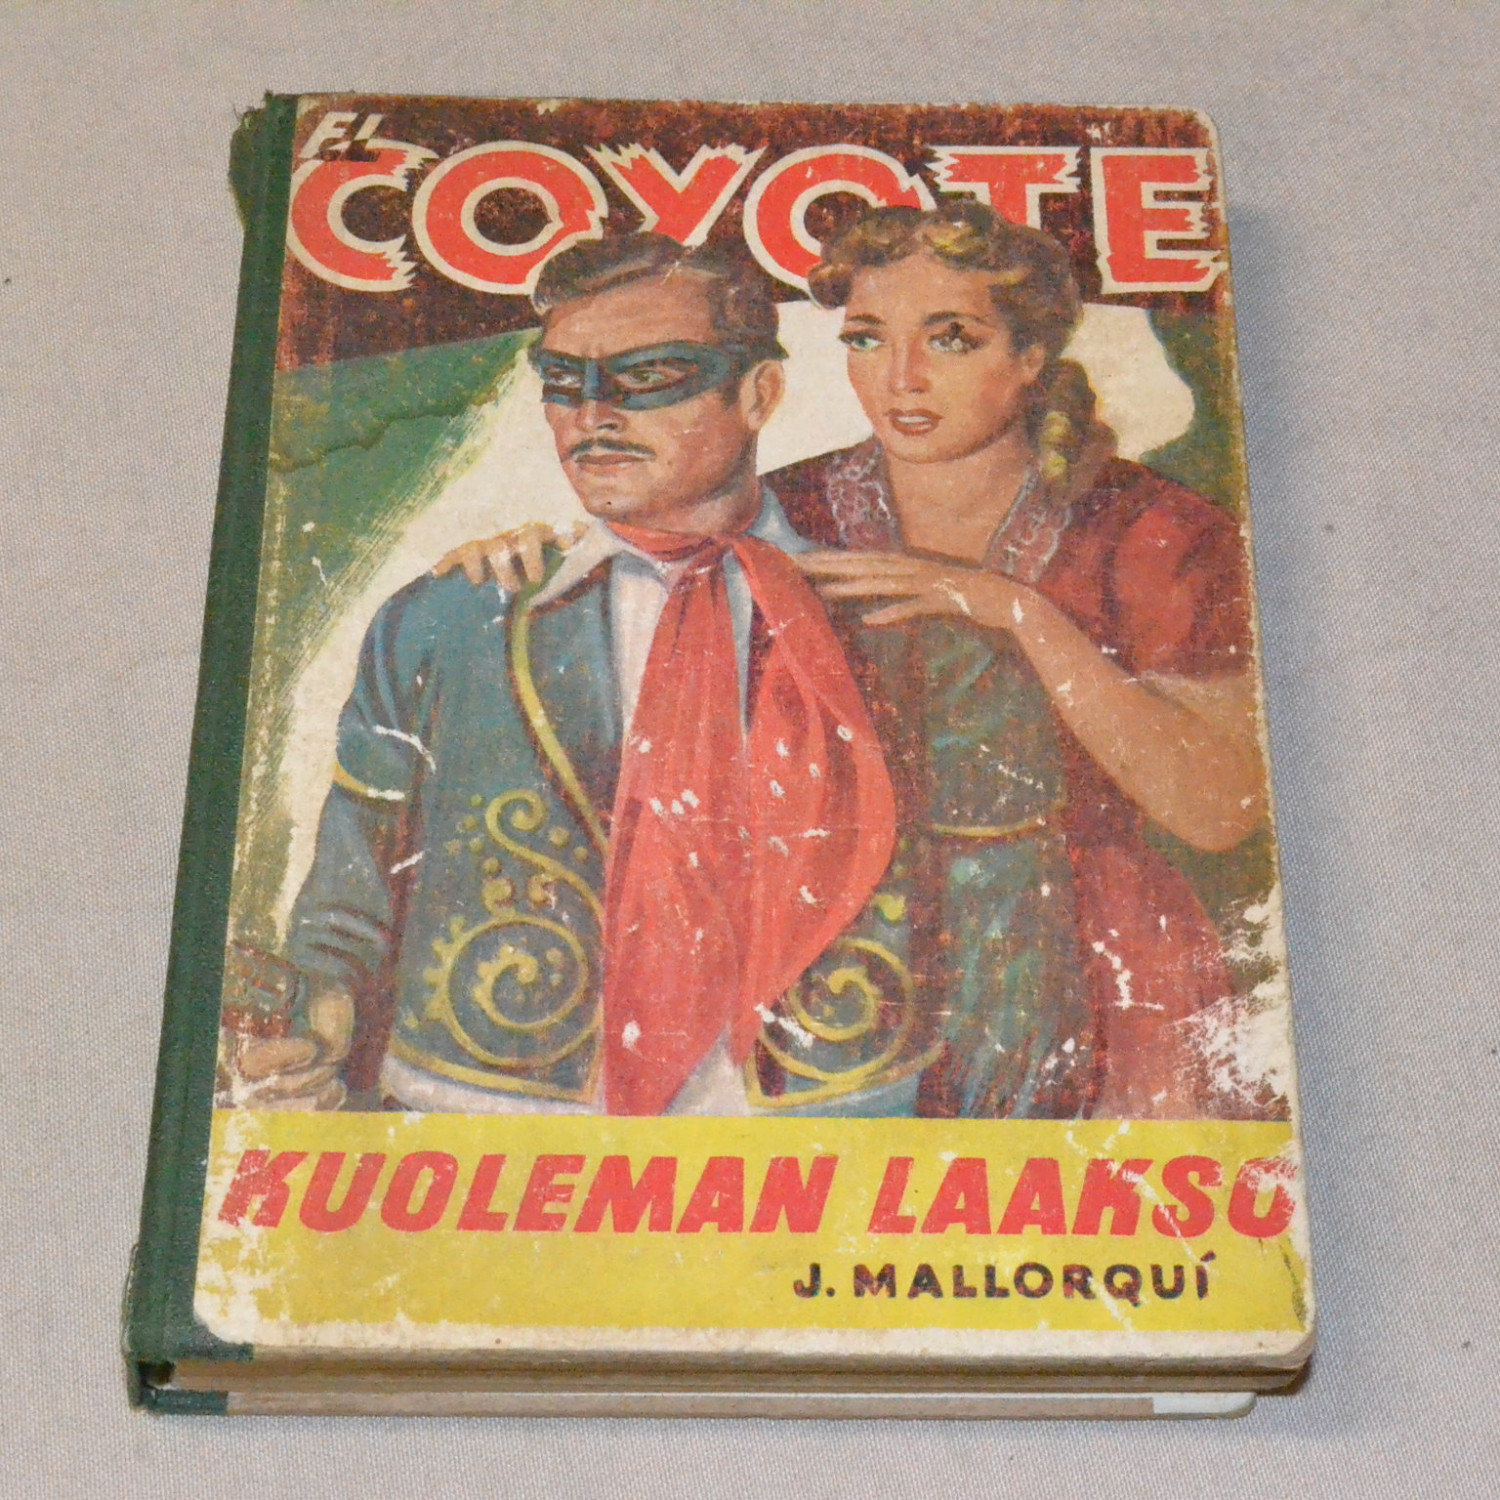 EL
COYOTE
KUOLEMAN LAAKSO
J. MALLORQUÍ